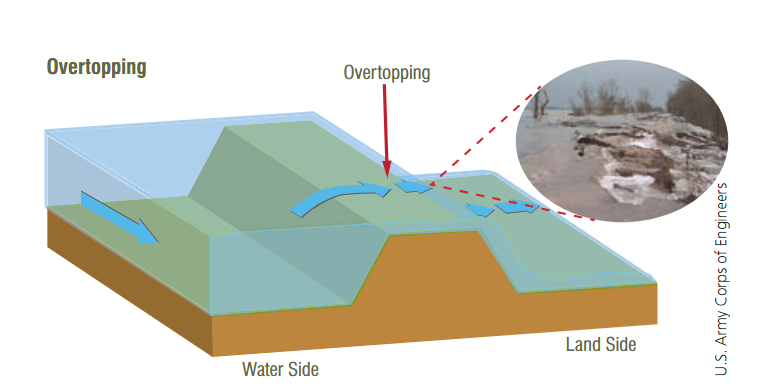 Overtopping
Overtopping
Water Side
Land Side
U.S. Army Corps of Engineers